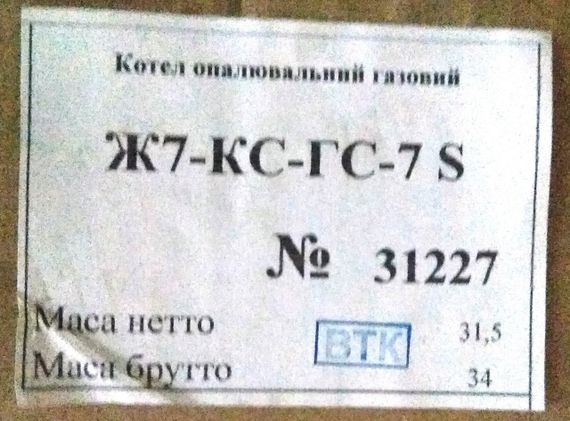 Котел опалювальний газовий
Ж7-КС-ГС-7 S
№ 31227
Маса нетто 31,5
ВТК
Маса брутто 34